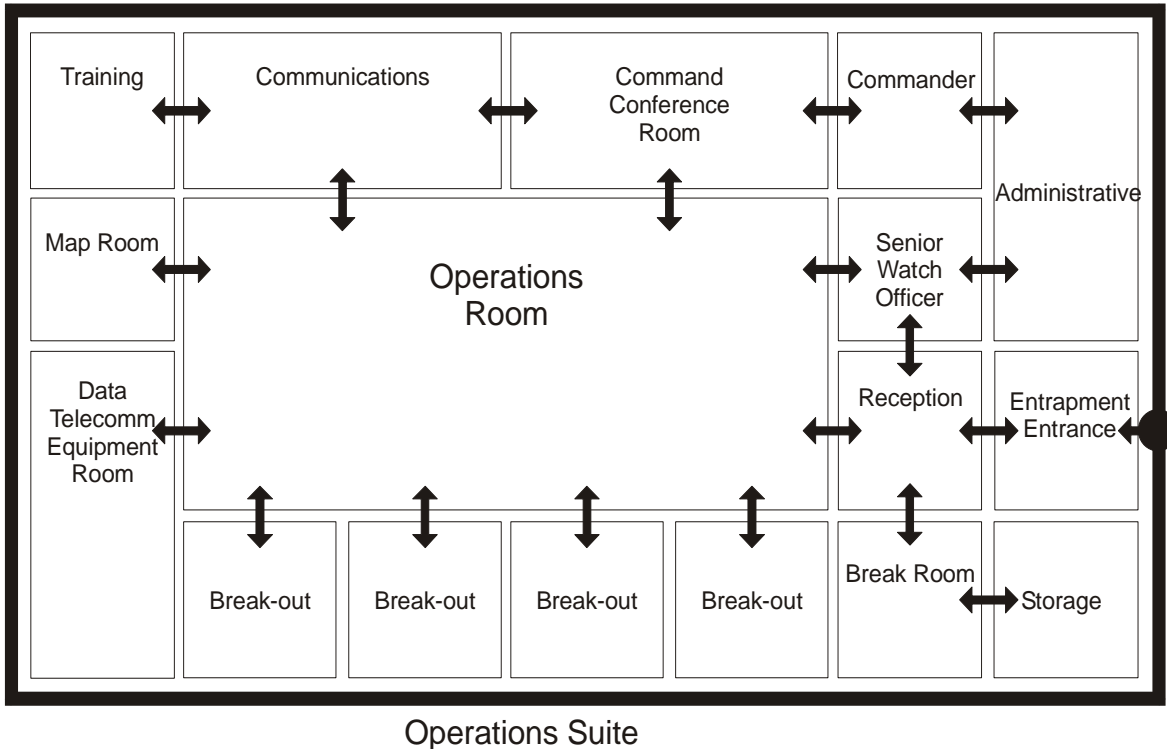 Training
Communications
Command
Conference
Room
Commander
Administrative
Map Room
Operations
Room
Senior
Watch
Officer
Data
Telecomm
Equipment
Room
Reception
Entrapment
Entrance
Break-out
Break-out
Break-out
Break-out
Break Room
Storage
Operations Suite